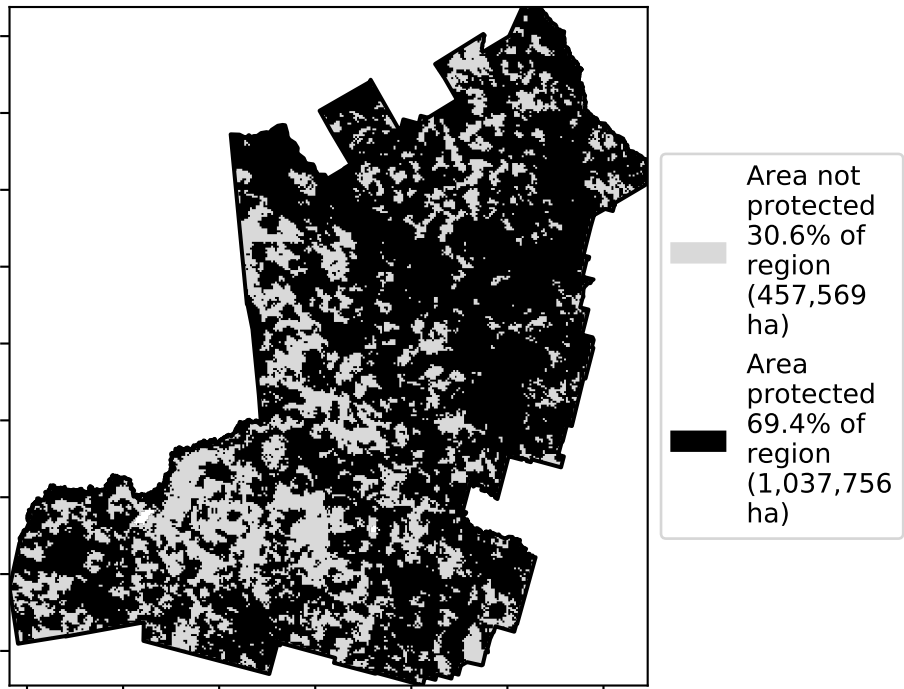 Area not
protected
30.6% of
region
(457,569
ha)
Area
protected
69.4% of
region
(1,037,756
ha)